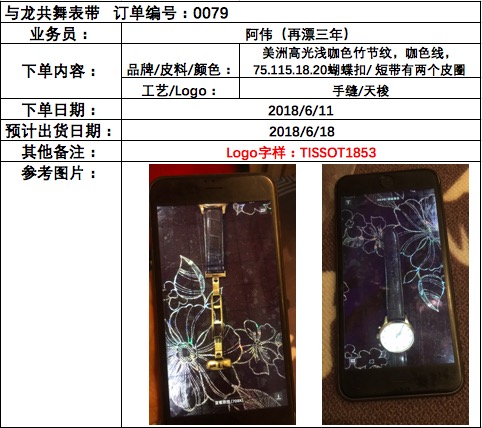 与龙共舞表带 订单编号：0079
业务员： 阿伟（再漂三年）
下单内容： 品牌/皮料/颜色： 美洲高光浅咖色竹节纹，咖色线，
75.115.18.20蝴蝶扣/ 短带有两个皮圈
工艺/Logo： 手缝/天梭
下单日期： 2018/6/11
预计出货日期： 2018/6/18
其他备注： Logo字样：TISSOT1853
参考图片：